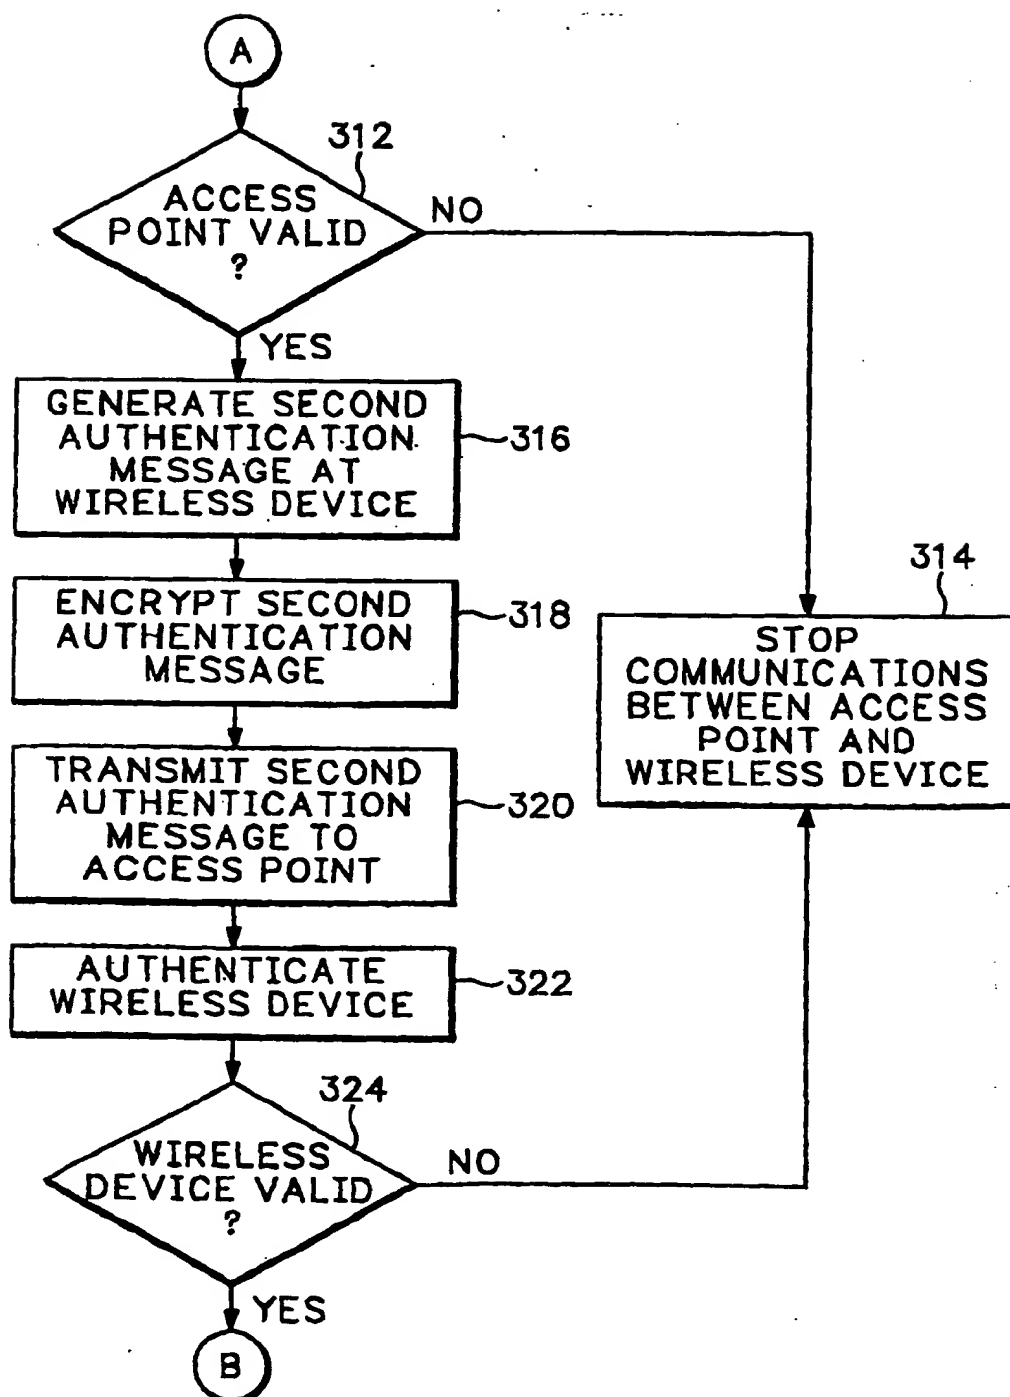 A
312
ACCESS
POINT VALID
?
NO
YES
GENERATE SECOND
AUTHENTICATION
MESSAGE AT
WIRELESS DEVICE
316
ENCRYPT SECOND
AUTHENTICATION
MESSAGE
318
314
STOP
COMMUNICATIONS
BETWEEN ACCESS
POINT AND
WIRELESS DEVICE
TRANSMIT SECOND
AUTHENTICATION
MESSAGE TO
ACCESS POINT
320
AUTHENTICATE
WIRELESS DEVICE
322
324
WIRELESS
DEVICE VALID
?
NO
YES
B